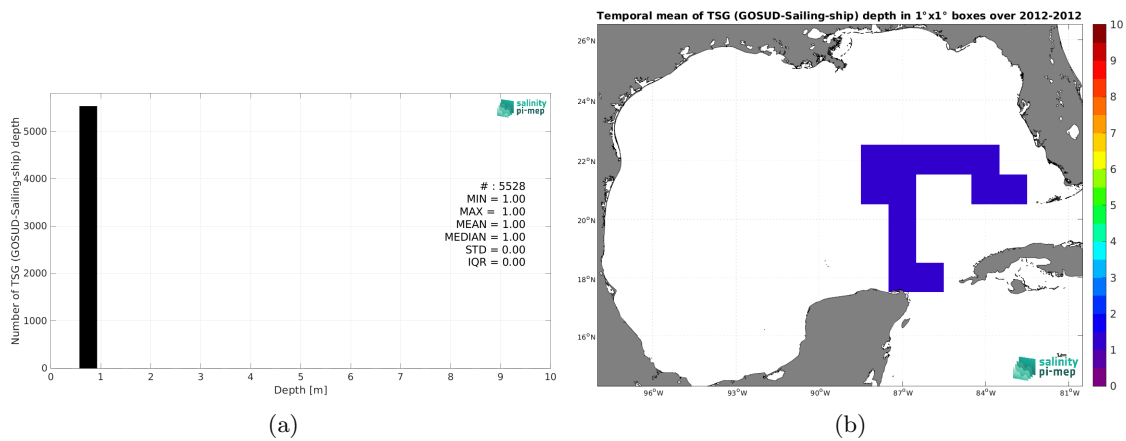 Temporal mean of TSG (GOSUD-Sailing-ship) depth in 1°x1° boxes over 2012-2012
Number of TSG (GOSUD-Sailing-ship) depth
5000
4000
3000
2000
1000
0
0 1 2 3 4 5 6 7 8 9 10
Depth [m]
salinity
pi-mep
# : 5528
MIN = 1.00
MAX = 1.00
MEAN = 1.00
MEDIAN = 1.00
STD = 0.00
IQR = 0.00
(a)
26°N
24°N
22°N
20°N
18°N
16°N
96°W 93°W 90°W 87°W 84°W 81°W
salinity
pi-mep
10
9
8
7
6
5
4
3
2
1
0
(b)